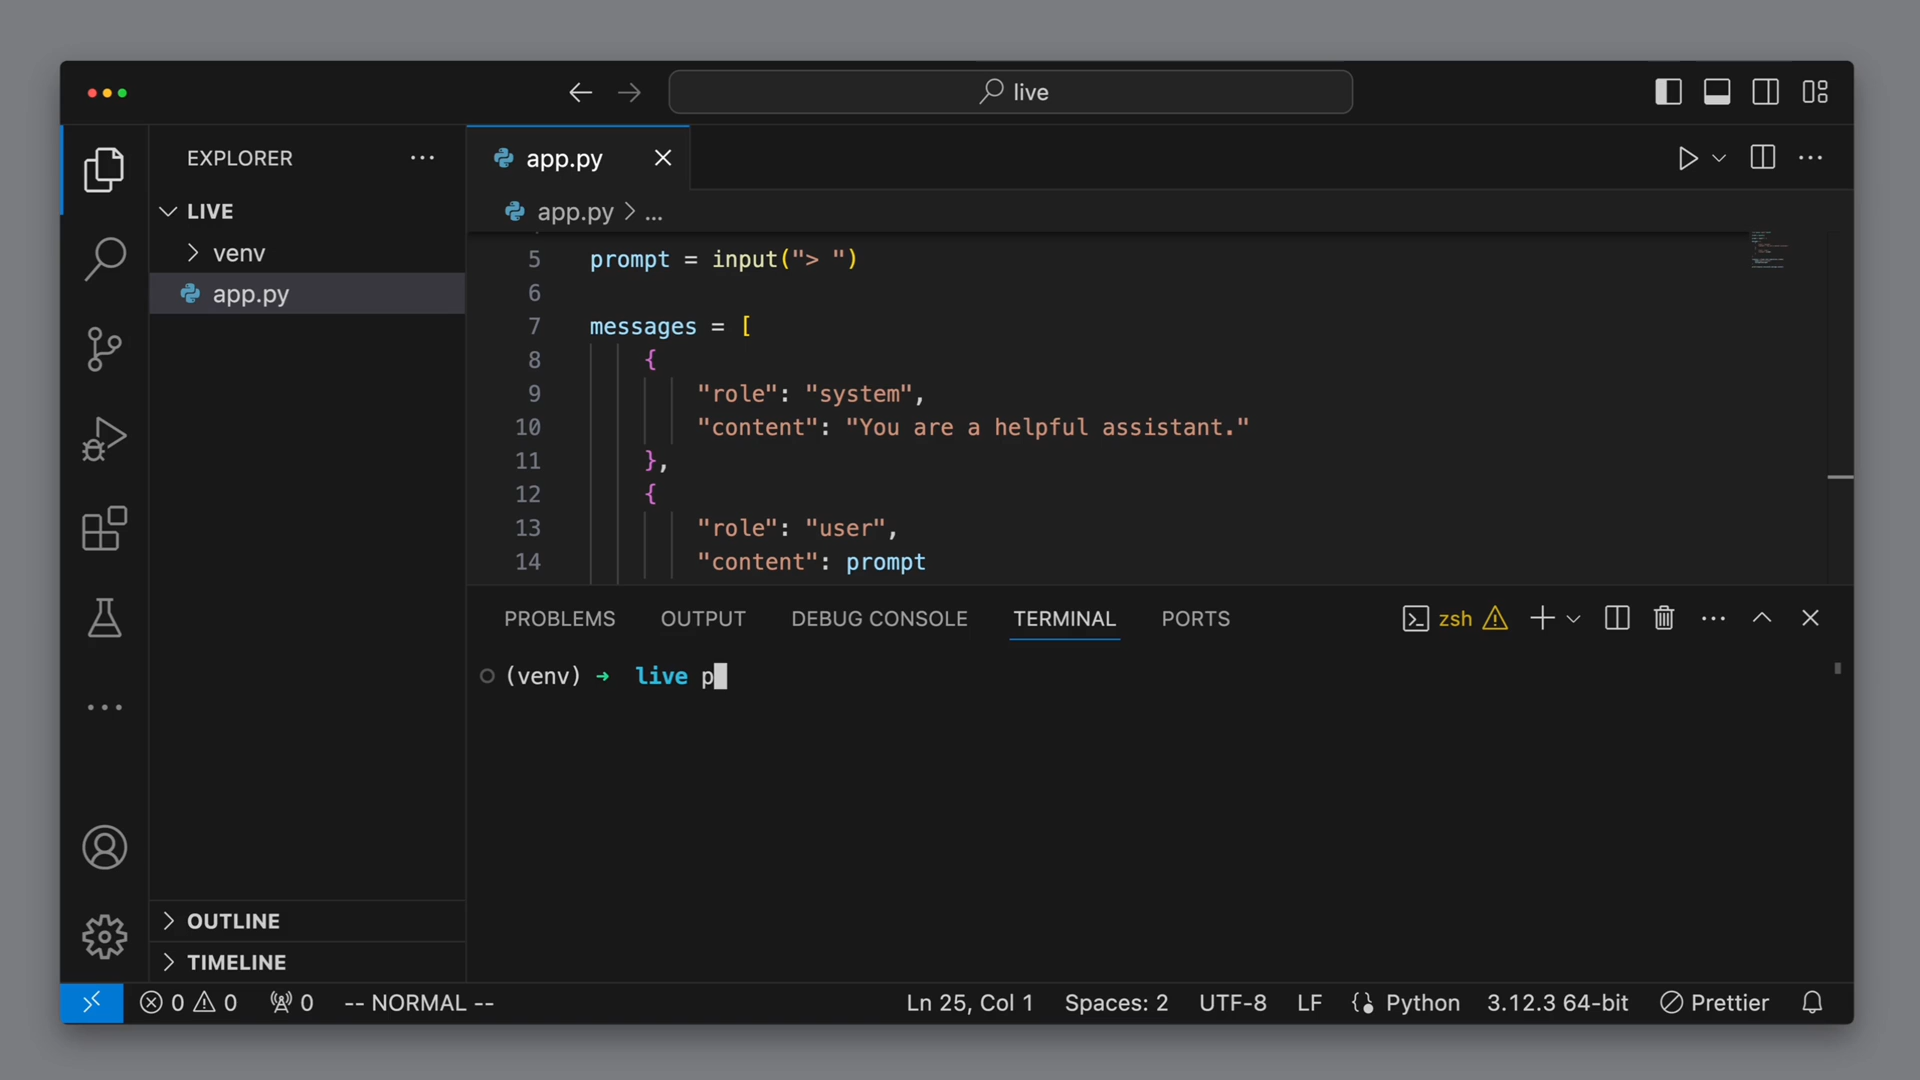 live
EXPLORER
LIVE
venv
app.py
OUTLINE
TIMELINE
app.py
app.py > ...
5 prompt = input("> ")
6
7 messages = [
8 {
9 "role": "system",
10 "content": "You are a helpful assistant."
11 },
12 {
13 "role": "user",
14 "content": prompt
PROBLEMS OUTPUT DEBUG CONSOLE TERMINAL PORTS zsh
(venv) ➜ live p
0 0 0 -- NORMAL -- Ln 25, Col 1 Spaces: 2 UTF-8 LF Python 3.12.3 64-bit Prettier